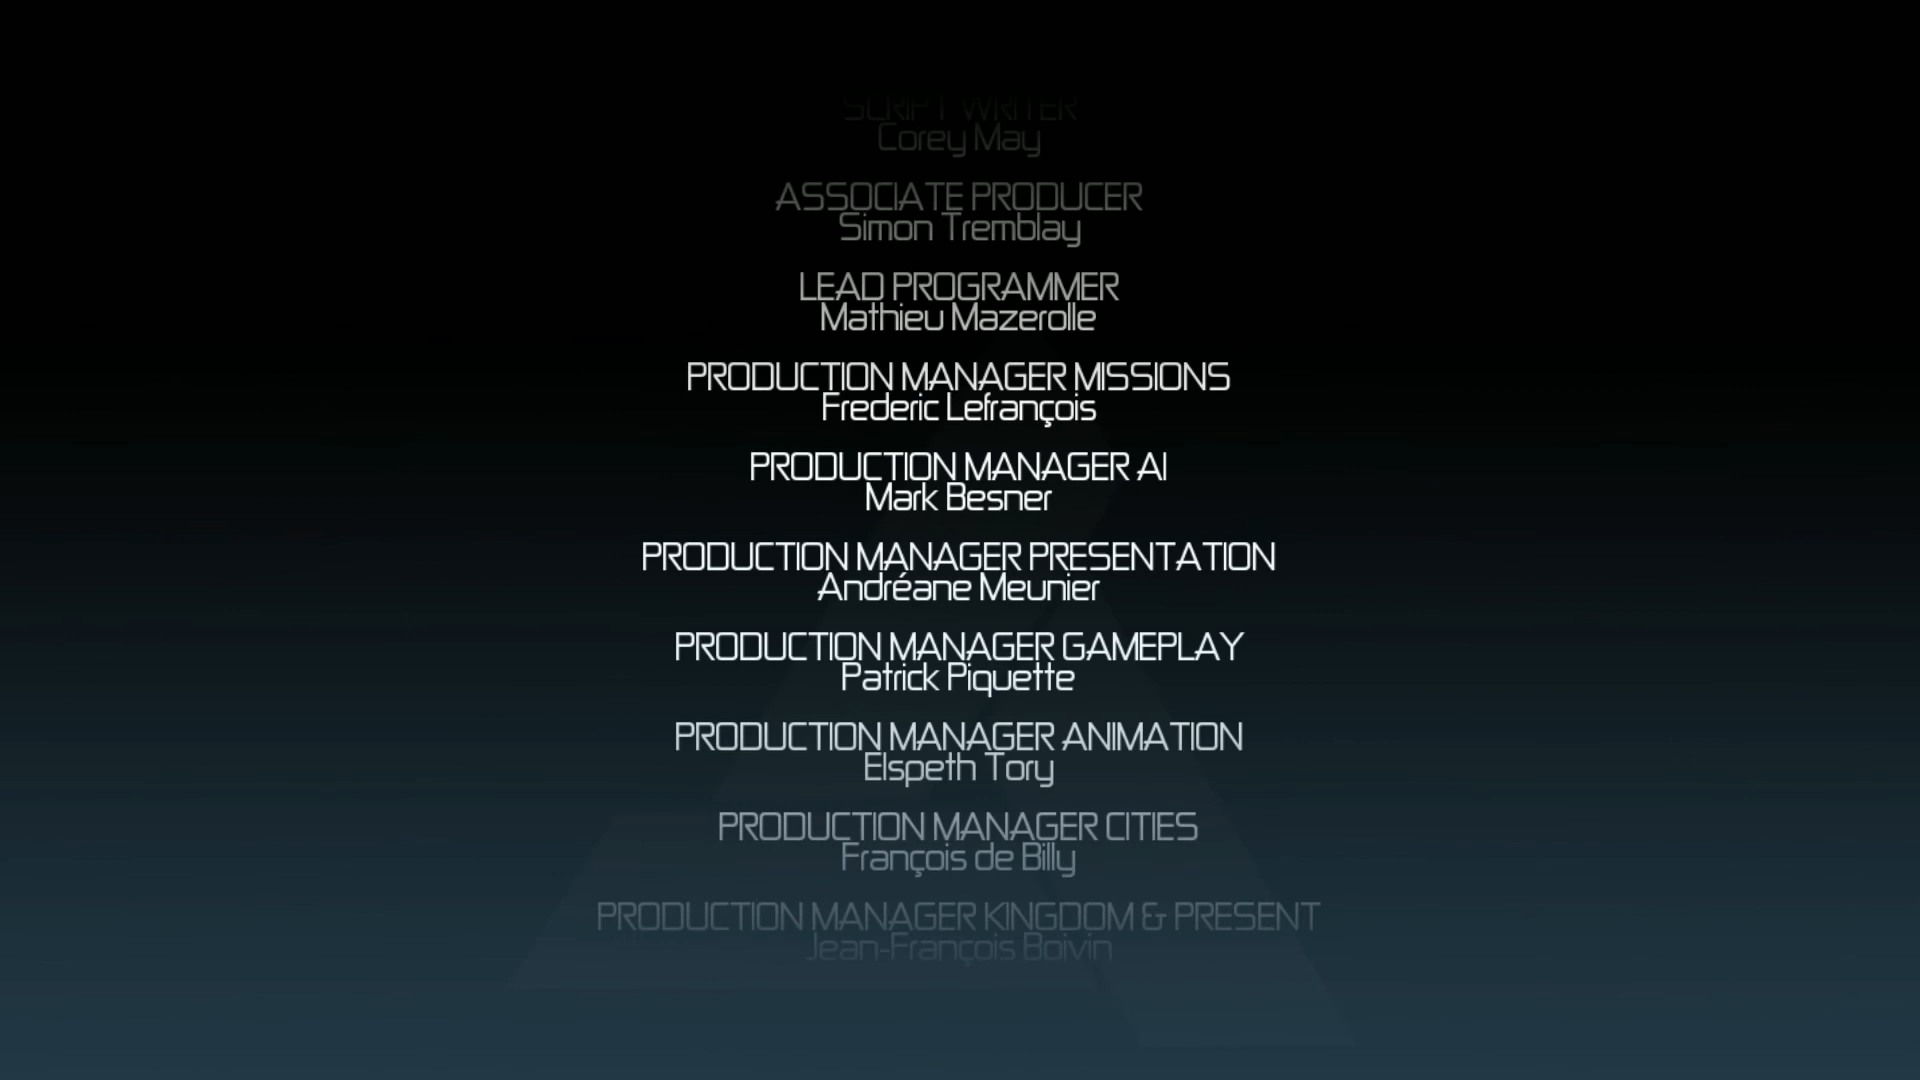 SCRIPT WRITER
Corey May
ASSOCIATE PRODUCER
Simon Tremblay
LEAD PROGRAMMER
Mathieu Mazerolle
PRODUCTION MANAGER MISSIONS
Frederic Lefrançois
PRODUCTION MANAGER AI
Mark Besner
PRODUCTION MANAGER PRESENTATION
Andréane Meunier
PRODUCTION MANAGER GAMEPLAY
Patrick Piquette
PRODUCTION MANAGER ANIMATION
Elspeth Tory
PRODUCTION MANAGER CITIES
François de Billy
PRODUCTION MANAGER KINGDOM & PRESENT
Jean-François Boivin